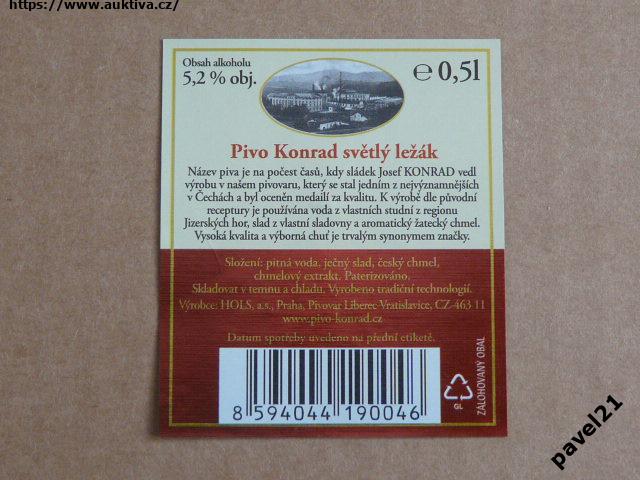 https://www.auktiva.cz/
Obsah alkoholu
5,2 % obj.
e 0,5l
Pivo Konrad světlý ležák
Název piva je na počest časů, kdy sládek Josef KONRAD vedl
výrobu v našem pivovaru, který se stal jedním z nejvýznamnějších
v Čechách a byl oceněn medailí za kvalitu. K výrobě dle původní
receptury je používána voda z vlastních studní z regionu
Jizerských hor, slad z vlastní sladovny a aromatický žatecký chmel.
Vysoká kvalita a výborná chuť je trvalým synonymem značky.
Složení: pitná voda, ječný slad, český chmel,
chmelový extrakt. Paterizováno.
Skladovat v temnu a chladu. Vyrobeno tradiční technologií.
Výrobce: HOLS, a.s., Praha, Pivovar Liberec Vratislavice, CZ-463 11
www.pivo-konrad.cz
Datum spotřeby uvedeno na přední etiketě.
8 594044 190046
GL
ZÁLOHOVANÝ OBAL
pavel21